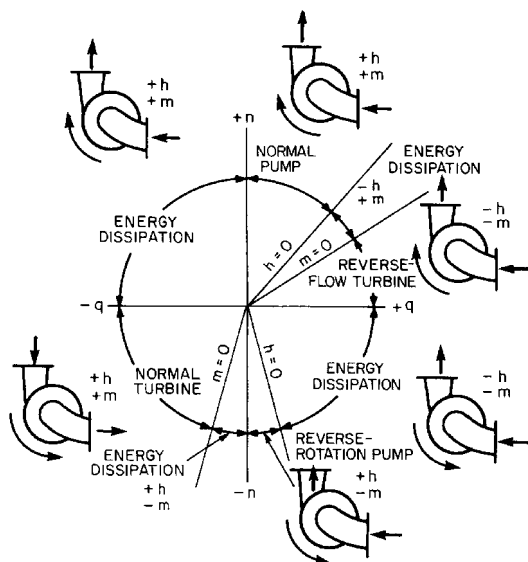 +h
+m
+h
+m
+n
NORMAL
PUMP
ENERGY
DISSIPATION
-h
+m
ENERGY
DISSIPATION
h=0
m=0
-h
-m
REVERSE-
FLOW TURBINE
-q
+q
NORMAL
TURBINE
m=0
h=0
ENERGY
DISSIPATION
+h
+m
-h
-m
ENERGY
DISSIPATION
+h
-m
-n
REVERSE-
ROTATION PUMP
+h
-m